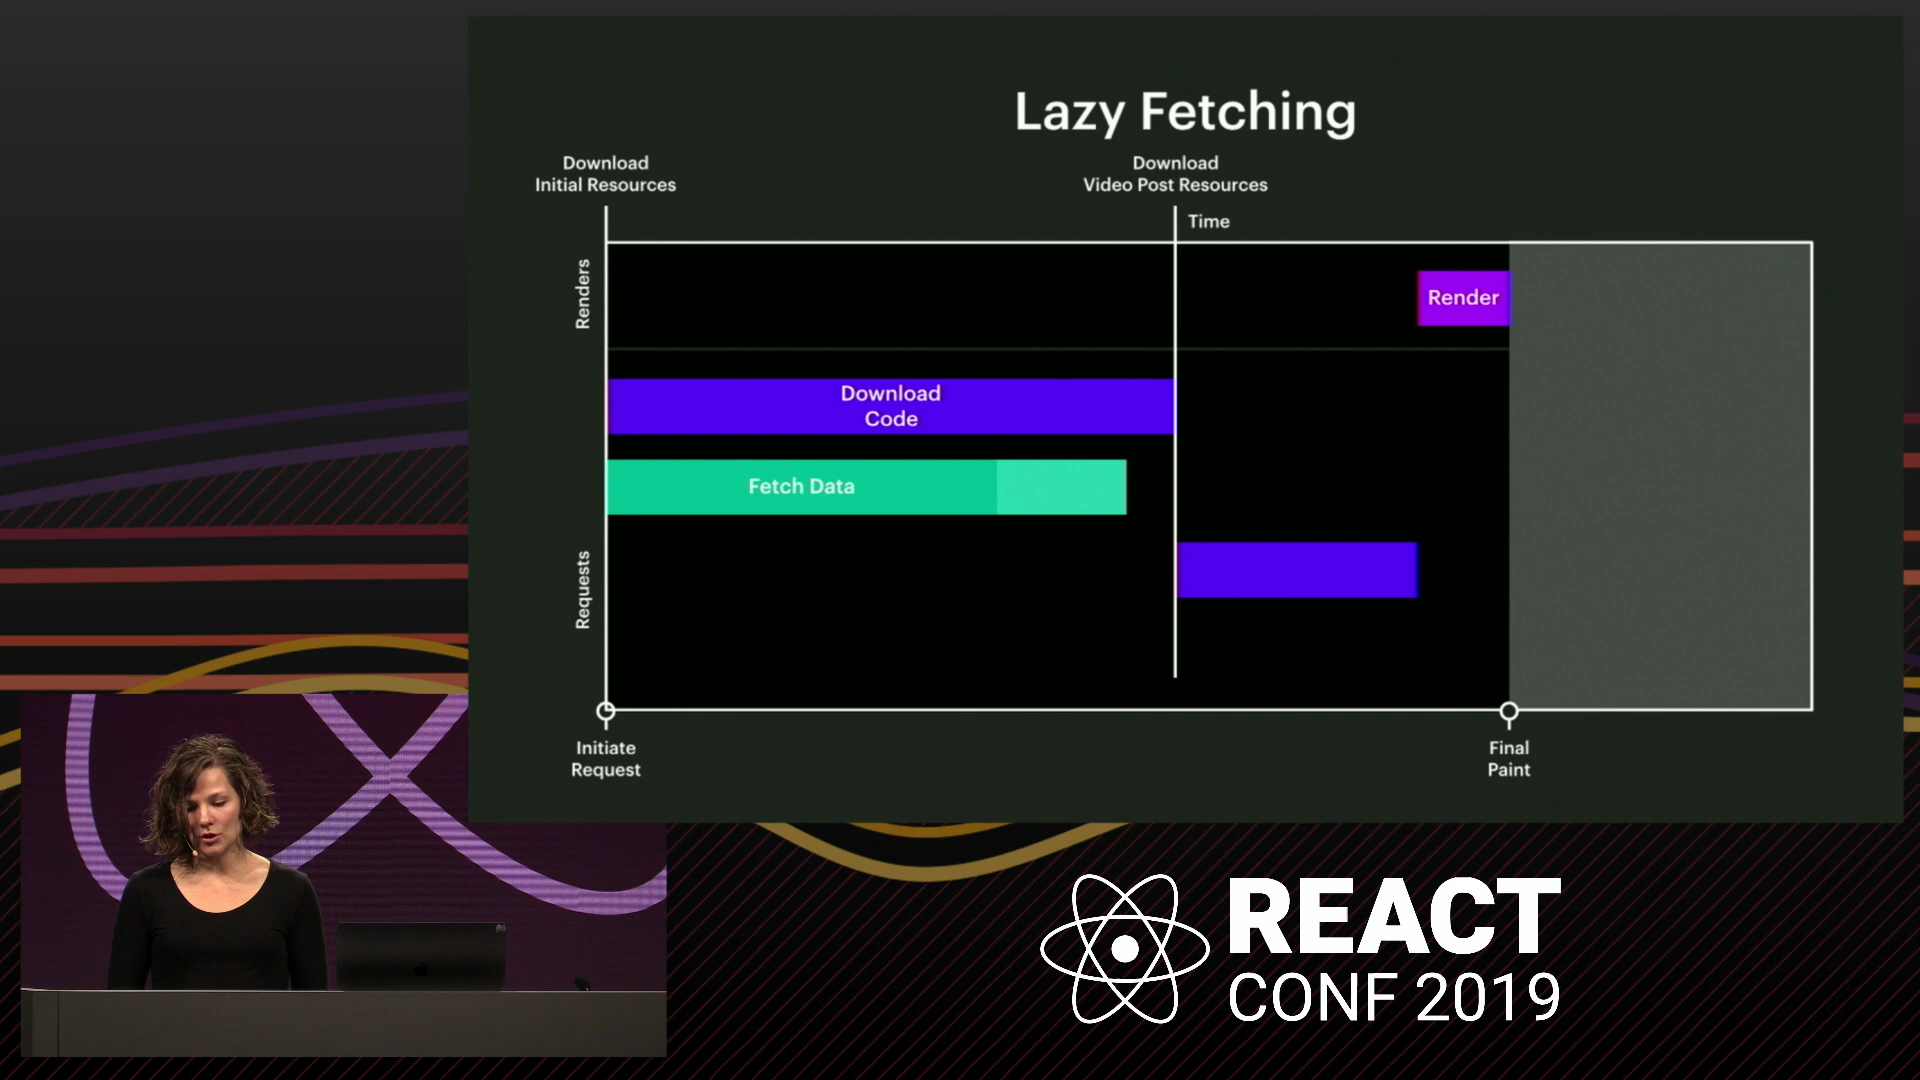 Lazy Fetching
Download
Initial Resources
Download
Video Post Resources
Time
Renders
Render
Download
Code
Fetch Data
Requests
Initiate
Request
Final
Paint
REACT
CONF 2019